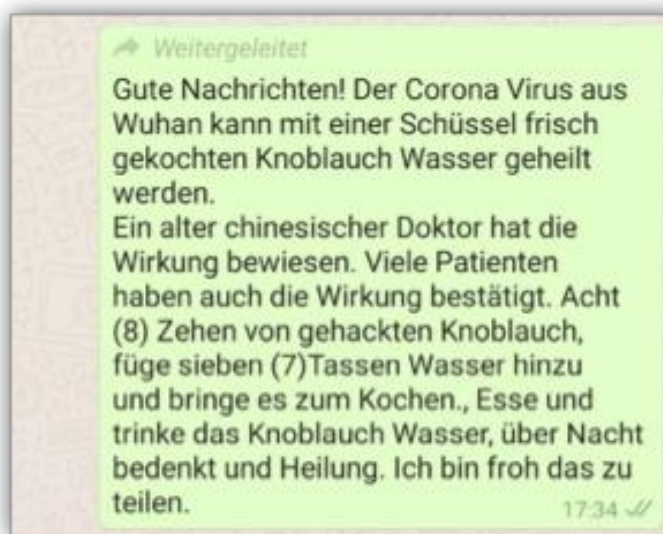 Weitergeleitet
Gute Nachrichten! Der Corona Virus aus
Wuhan kann mit einer Schüssel frisch
gekochten Knoblauch Wasser geheilt
werden.
Ein alter chinesischer Doktor hat die
Wirkung bewiesen. Viele Patienten
haben auch die Wirkung bestätigt. Acht
(8) Zehen von gehackten Knoblauch,
füge sieben (7)Tassen Wasser hinzu
und bringe es zum Kochen., Esse und
trinke das Knoblauch Wasser, über Nacht
bedenkt und Heilung. Ich bin froh das zu
teilen.
17:34